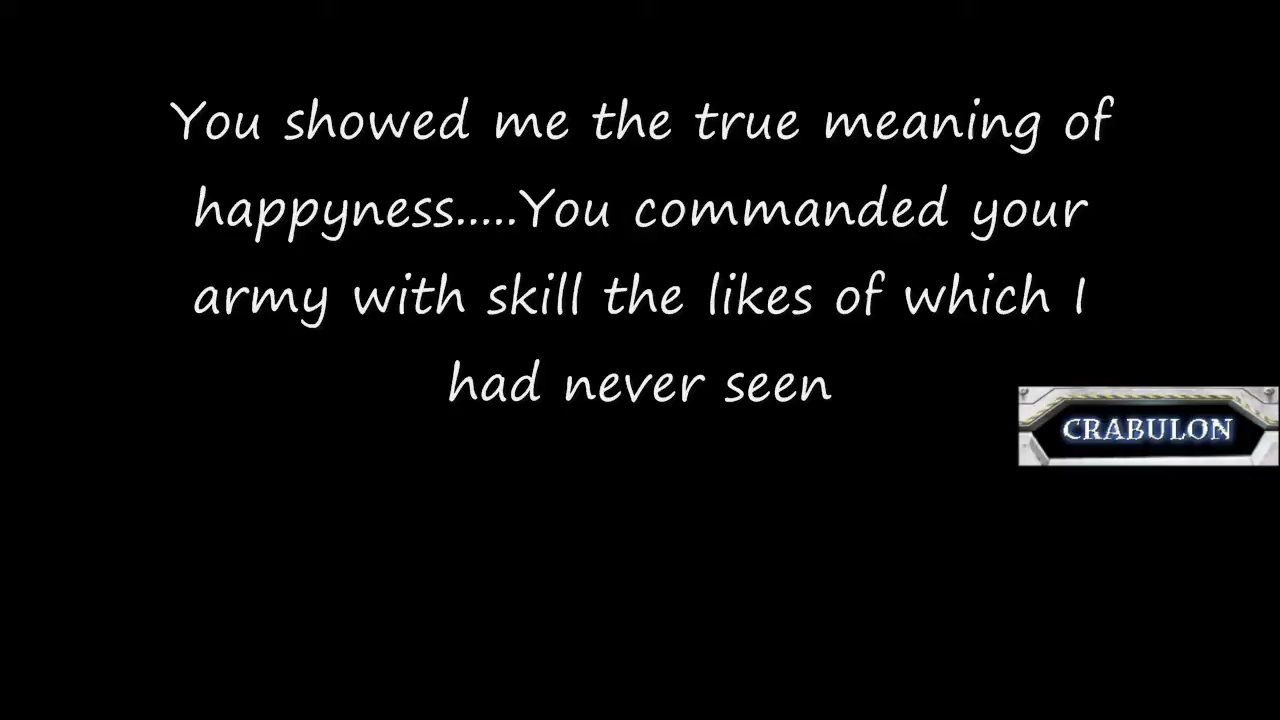 You showed me the true meaning of
happyness.....You commanded your
army with skill the likes of which I
had never seen
CRABULON